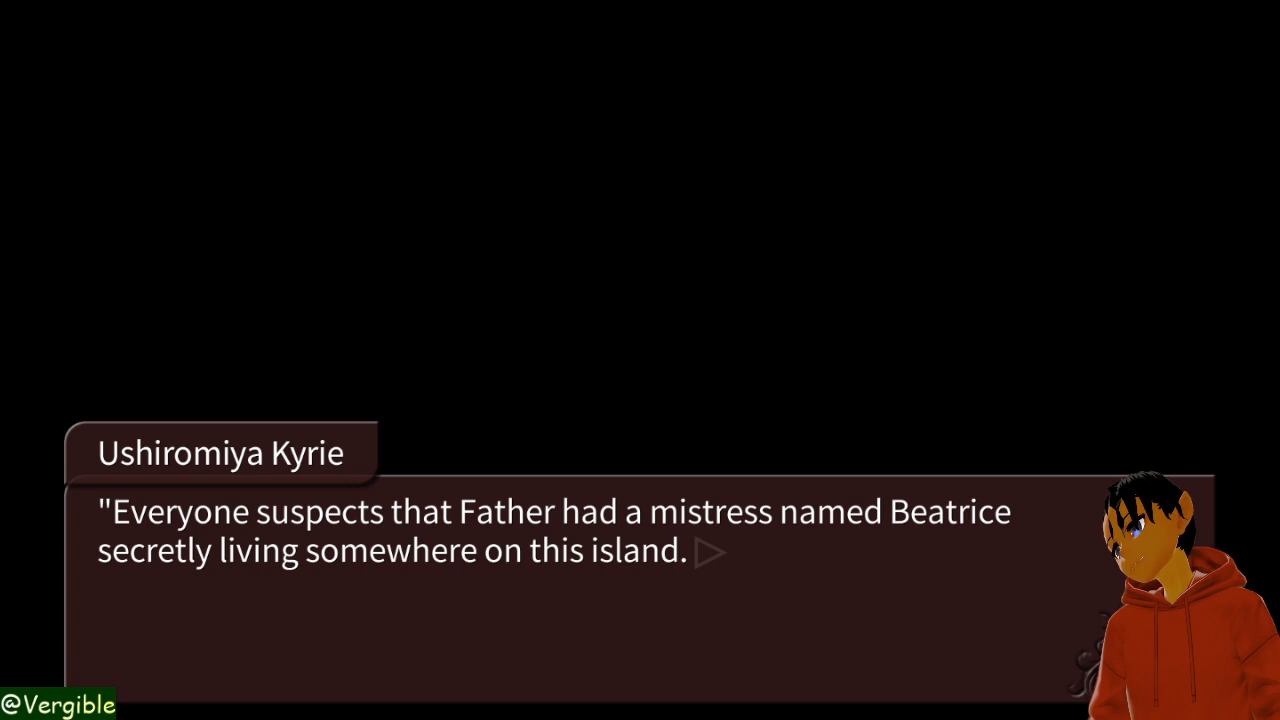 Ushiromiya Kyrie
"Everyone suspects that Father had a mistress named Beatrice
secretly living somewhere on this island.
@Vergible